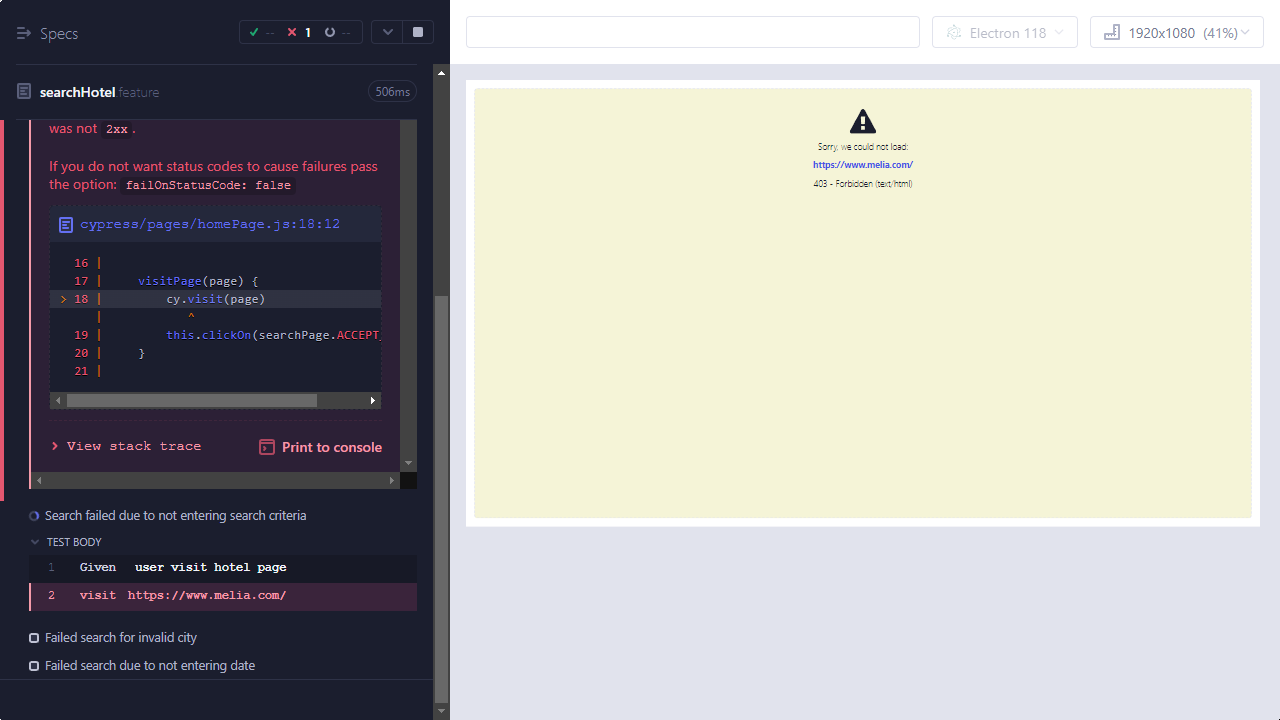 Specs
-- 1 --
Electron 118
1920x1080 (41%)
searchHotel.feature
506ms
was not 2xx.
If you do not want status codes to cause failures pass
the option: failOnStatusCode: false
cypress/pages/homePage.js:18:12
16 |
17 | visitPage(page) {
> 18 | cy.visit(page)
| ^
19 | this.clickOn(searchPage.ACCEPT_
20 | }
21 |
> View stack trace
Print to console
Search failed due to not entering search criteria
TEST BODY
1 Given user visit hotel page
2 visit https://www.melia.com/
Failed search for invalid city
Failed search due to not entering date
Sorry, we could not load:
https://www.melia.com/
403 - Forbidden (text/html)